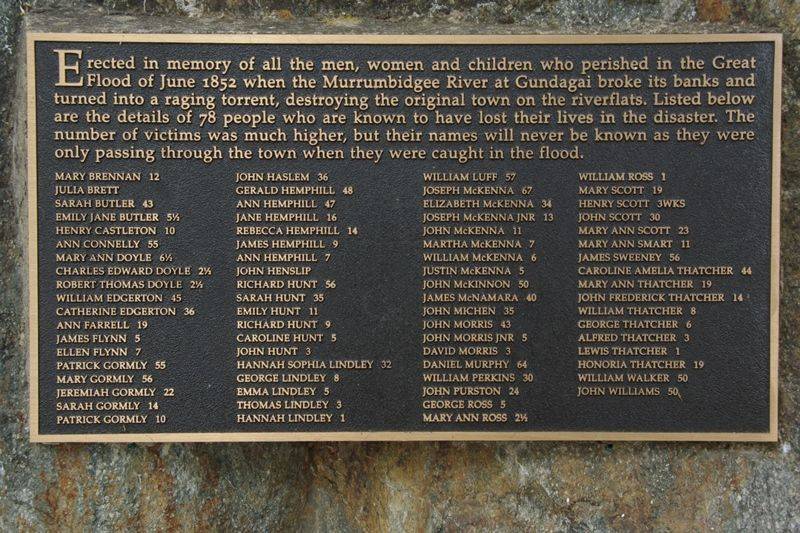 Erected in memory of all the men, women and children who perished in the Great
Flood of June 1852 when the Murrumbidgee River at Gundagai broke its banks and
turned into a raging torrent, destroying the original town on the riverflats. Listed below
are the details of 78 people who are known to have lost their lives in the disaster. The
number of victims was much higher, but their names will never be known as they were
only passing through the town when they were caught in the flood.
MARY BRENNAN 12
JULIA BRETT
SARAH BUTLER 43
EMILY JANE BUTLER 5½
HENRY CASTLETON 10
ANN CONNELLY 55
MARY ANN DOYLE 6½
CHARLES EDWARD DOYLE 2½
ROBERT THOMAS DOYLE 2½
WILLIAM EDGERTON 45
CATHERINE EDGERTON 36
ANN FARRELL 19
JAMES FLYNN 5
ELLEN FLYNN 7
PATRICK GORMLY 55
MARY GORMLY 56
JEREMIAH GORMLY 22
SARAH GORMLY 14
PATRICK GORMLY 10
JOHN HASLEM 36
GERALD HEMPHILL 48
ANN HEMPHILL 47
JANE HEMPHILL 16
REBECCA HEMPHILL 14
JAMES HEMPHILL 9
ANN HEMPHILL 7
JOHN HENSLIP
RICHARD HUNT 56
SARAH HUNT 35
EMILY HUNT 11
RICHARD HUNT 9
CAROLINE HUNT 5
JOHN HUNT 3
HANNAH SOPHIA LINDLEY 32
GEORGE LINDLEY 8
EMMA LINDLEY 5
THOMAS LINDLEY 3
HANNAH LINDLEY 1
WILLIAM LUFF 57
JOSEPH McKENNA 67
ELIZABETH McKENNA 34
JOSEPH McKENNA JNR 13
JOHN McKENNA 11
MARTHA McKENNA 7
WILLIAM McKENNA 6
JUSTIN McKENNA 5
JOHN McKINNON 50
JAMES McNAMARA 40
JOHN MICHEN 35
JOHN MORRIS 43
JOHN MORRIS JNR 5
DAVID MORRIS 3
DANIEL MURPHY 64
WILLIAM PERKINS 30
JOHN PURSTON 24
GEORGE ROSS 5
MARY ANN ROSS 2½
WILLIAM ROSS 1
MARY SCOTT 19
HENRY SCOTT 3WKS
JOHN SCOTT 30
MARY ANN SCOTT 23
MARY ANN SMART 11
JAMES SWEENEY 56
CAROLINE AMELIA THATCHER 44
MARY ANN THATCHER 19
JOHN FREDERICK THATCHER 14
WILLIAM THATCHER 8
GEORGE THATCHER 6
ALFRED THATCHER 3
LEWIS THATCHER 1
HONORIA THATCHER 19
WILLIAM WALKER 50
JOHN WILLIAMS 50